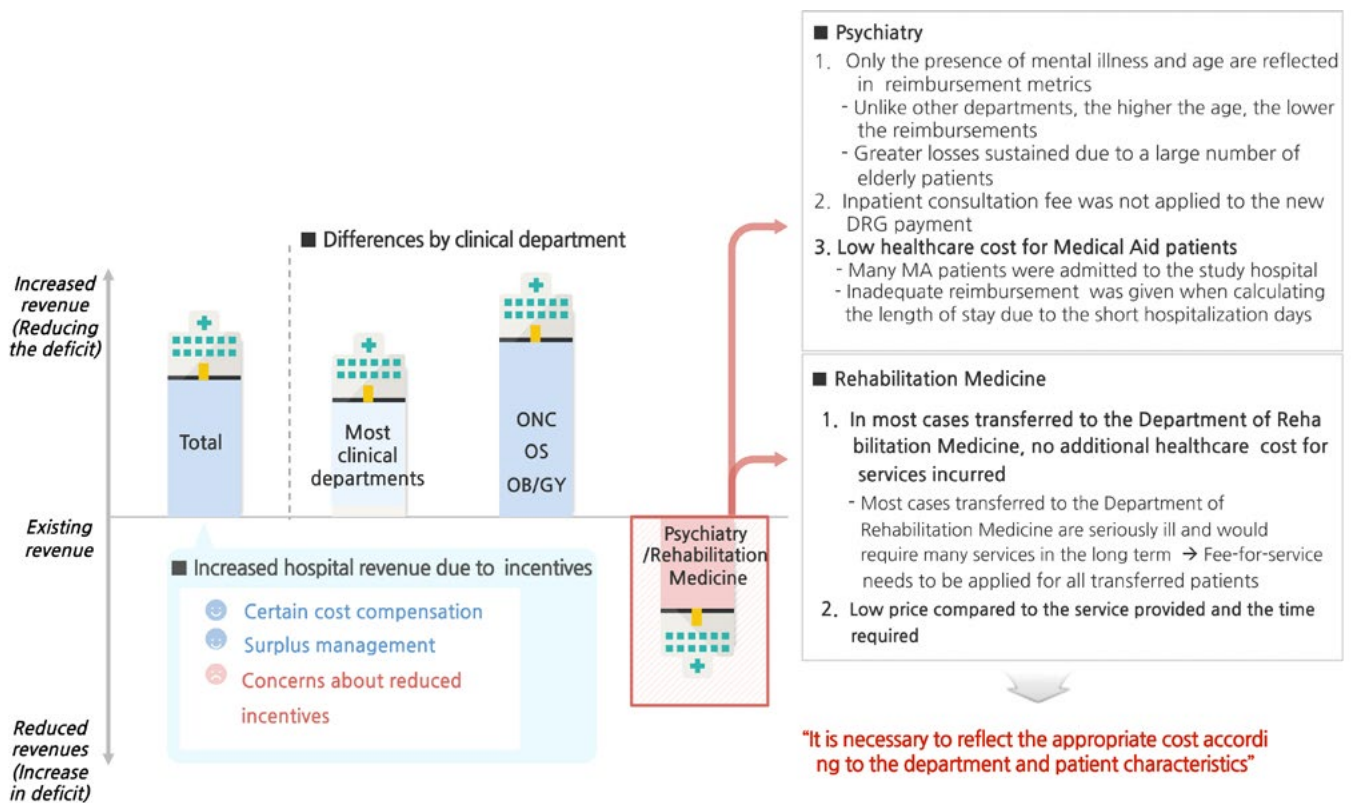 ■ Differences by clinical department
Increased
revenue
(Reducing
the deficit)
Existing
revenue
Reduced
revenues
(Increase
in deficit)
Total
Most
clinical
departments
ONC
OS
OB/GY
Psychiatry
/Rehabilitation
Medicine
■ Increased hospital revenue due to incentives
Certain cost compensation
Surplus management
Concerns about reduced
incentives
■ Psychiatry
1. Only the presence of mental illness and age are reflected
in reimbursement metrics
- Unlike other departments, the higher the age, the lower
the reimbursements
- Greater losses sustained due to a large number of
elderly patients
2. Inpatient consultation fee was not applied to the new
DRG payment
3. Low healthcare cost for Medical Aid patients
- Many MA patients were admitted to the study hospital
- Inadequate reimbursement was given when calculating
the length of stay due to the short hospitalization days
■ Rehabilitation Medicine
1. In most cases transferred to the Department of Reha
bilitation Medicine, no additional healthcare cost for
services incurred
- Most cases transferred to the Department of
Rehabilitation Medicine are seriously ill and would
require many services in the long term → Fee-for-service
needs to be applied for all transferred patients
2. Low price compared to the service provided and the time
required
“It is necessary to reflect the appropriate cost accordi
ng to the department and patient characteristics”